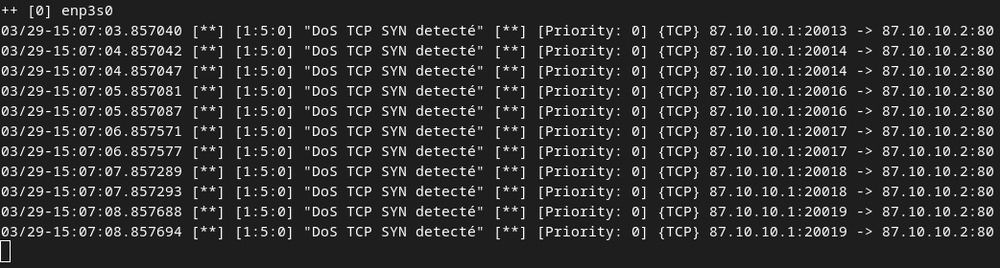 ++ [0] enp3s0
03/29-15:07:03.857040 [**] [1:5:0] "DoS TCP SYN detecté" [**] [Priority: 0] {TCP} 87.10.10.1:20013 -> 87.10.10.2:80
03/29-15:07:04.857042 [**] [1:5:0] "DoS TCP SYN detecté" [**] [Priority: 0] {TCP} 87.10.10.1:20014 -> 87.10.10.2:80
03/29-15:07:04.857047 [**] [1:5:0] "DoS TCP SYN detecté" [**] [Priority: 0] {TCP} 87.10.10.1:20014 -> 87.10.10.2:80
03/29-15:07:05.857081 [**] [1:5:0] "DoS TCP SYN detecté" [**] [Priority: 0] {TCP} 87.10.10.1:20016 -> 87.10.10.2:80
03/29-15:07:05.857087 [**] [1:5:0] "DoS TCP SYN detecté" [**] [Priority: 0] {TCP} 87.10.10.1:20016 -> 87.10.10.2:80
03/29-15:07:06.857571 [**] [1:5:0] "DoS TCP SYN detecté" [**] [Priority: 0] {TCP} 87.10.10.1:20017 -> 87.10.10.2:80
03/29-15:07:06.857577 [**] [1:5:0] "DoS TCP SYN detecté" [**] [Priority: 0] {TCP} 87.10.10.1:20017 -> 87.10.10.2:80
03/29-15:07:07.857289 [**] [1:5:0] "DoS TCP SYN detecté" [**] [Priority: 0] {TCP} 87.10.10.1:20018 -> 87.10.10.2:80
03/29-15:07:07.857293 [**] [1:5:0] "DoS TCP SYN detecté" [**] [Priority: 0] {TCP} 87.10.10.1:20018 -> 87.10.10.2:80
03/29-15:07:08.857688 [**] [1:5:0] "DoS TCP SYN detecté" [**] [Priority: 0] {TCP} 87.10.10.1:20019 -> 87.10.10.2:80
03/29-15:07:08.857694 [**] [1:5:0] "DoS TCP SYN detecté" [**] [Priority: 0] {TCP} 87.10.10.1:20019 -> 87.10.10.2:80